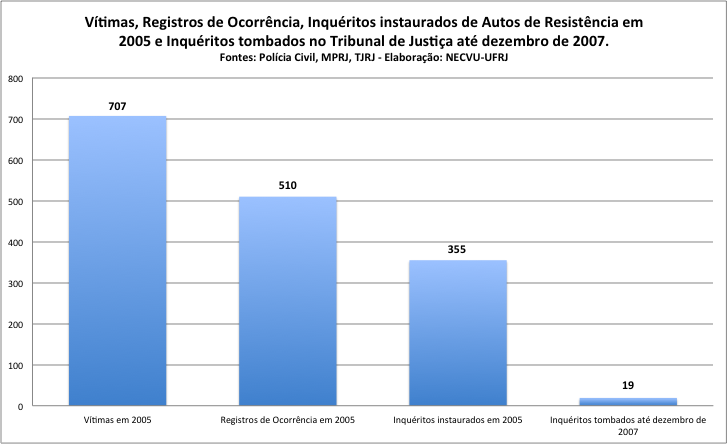 Vítimas, Registros de Ocorrência, Inquéritos instaurados de Autos de Resistência em
2005 e Inquéritos tombados no Tribunal de Justiça até dezembro de 2007.
Fontes: Polícia Civil, MPRJ, TJRJ - Elaboração: NECVU-UFRJ
800
700
600
500
400
300
200
100
0
707
510
355
19
Vítimas em 2005
Registros de Ocorrência em 2005
Inquéritos instaurados em 2005
Inquéritos tombados até dezembro de
2007